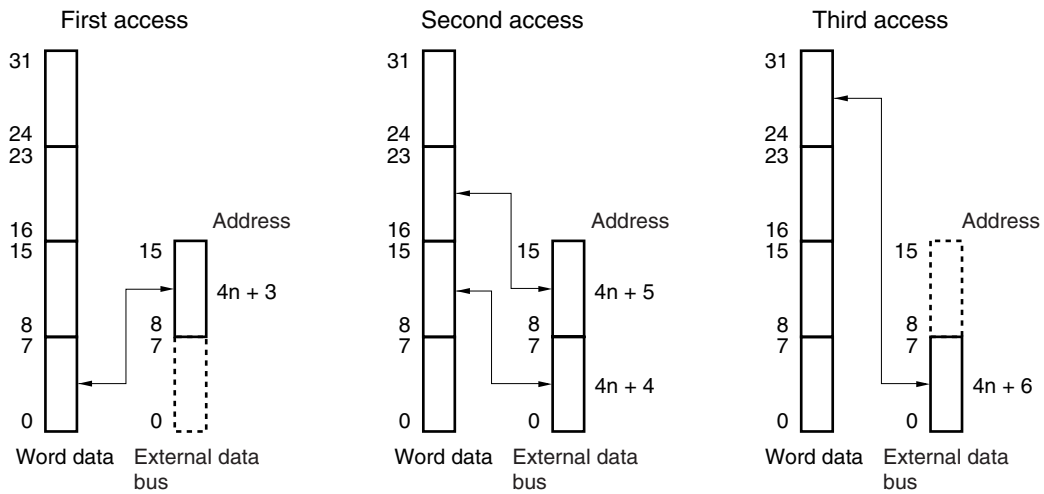 First access
31
24
23
16
15
8
7
0
Address
15
4n + 3
8
7
0
Word data
External data
bus
Second access
31
24
23
16
15
8
7
0
Address
15
4n + 5
8
7
4n + 4
0
Word data
External data
bus
Third access
31
24
23
16
15
8
7
0
Address
15
8
7
4n + 6
0
Word data
External data
bus